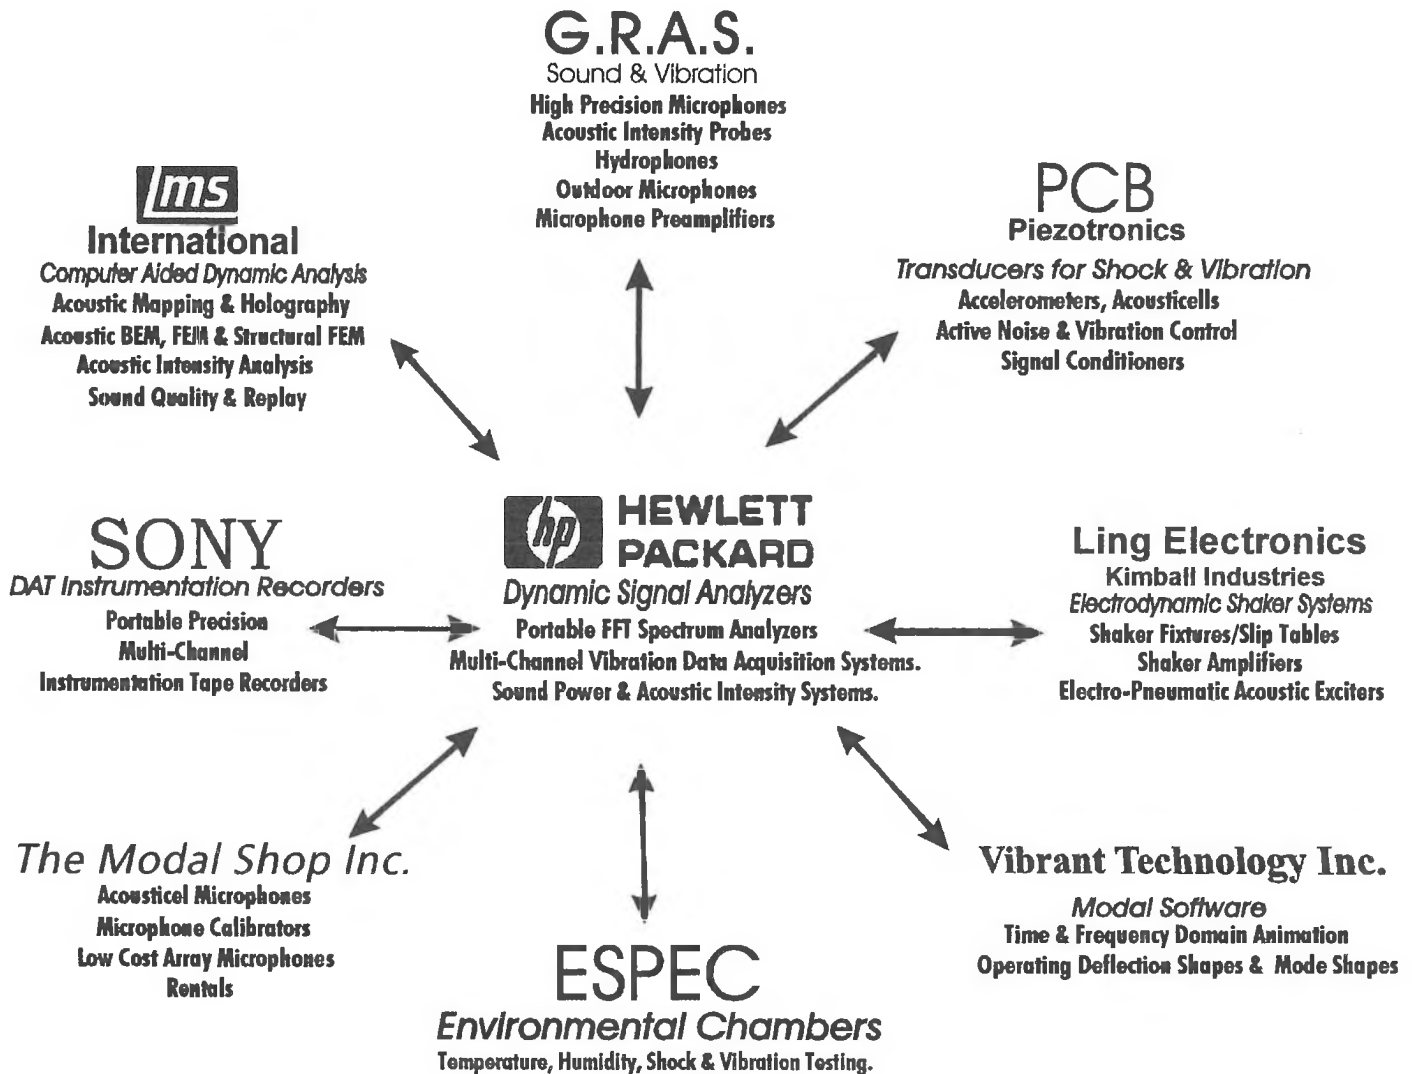 G.R.A.S.
Sound & Vibration
High Precision Microphones
Acoustic Intensity Probes
Hydrophones
Outdoor Microphones
Microphone Preamplifiers
lms
International
Computer Aided Dynamic Analysis
Acoustic Mapping & Holography
Acoustic BEM, FEM & Structural FEM
Acoustic Intensity Analysis
Sound Quality & Replay
PCB
Piezotronics
Transducers for Shock & Vibration
Accelerometers, Acousticells
Active Noise & Vibration Control
Signal Conditioners
SONY
DAT Instrumentation Recorders
Portable Precision
Multi-Channel
Instrumentation Tape Recorders
hp
HEWLETT
PACKARD
Dynamic Signal Analyzers
Portable FFT Spectrum Analyzers
Multi-Channel Vibration Data Acquisition Systems.
Sound Power & Acoustic Intensity Systems.
Ling Electronics
Kimball Industries
Electrodynamic Shaker Systems
Shaker Fixtures/Slip Tables
Shaker Amplifiers
Electro-Pneumatic Acoustic Exciters
The Modal Shop Inc.
Acousticel Microphones
Microphone Calibrators
Low Cost Array Microphones
Rentals
ESPEC
Environmental Chambers
Temperature, Humidity, Shock & Vibration Testing.
Vibrant Technology Inc.
Modal Software
Time & Frequency Domain Animation
Operating Deflection Shapes & Mode Shapes